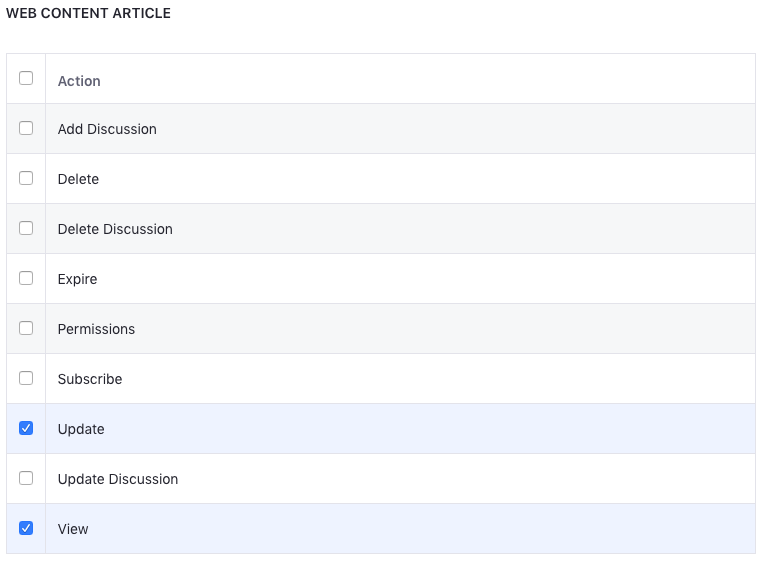 WEB CONTENT ARTICLE
Action
Add Discussion
Delete
Delete Discussion
Expire
Permissions
Subscribe
Update
Update Discussion
View